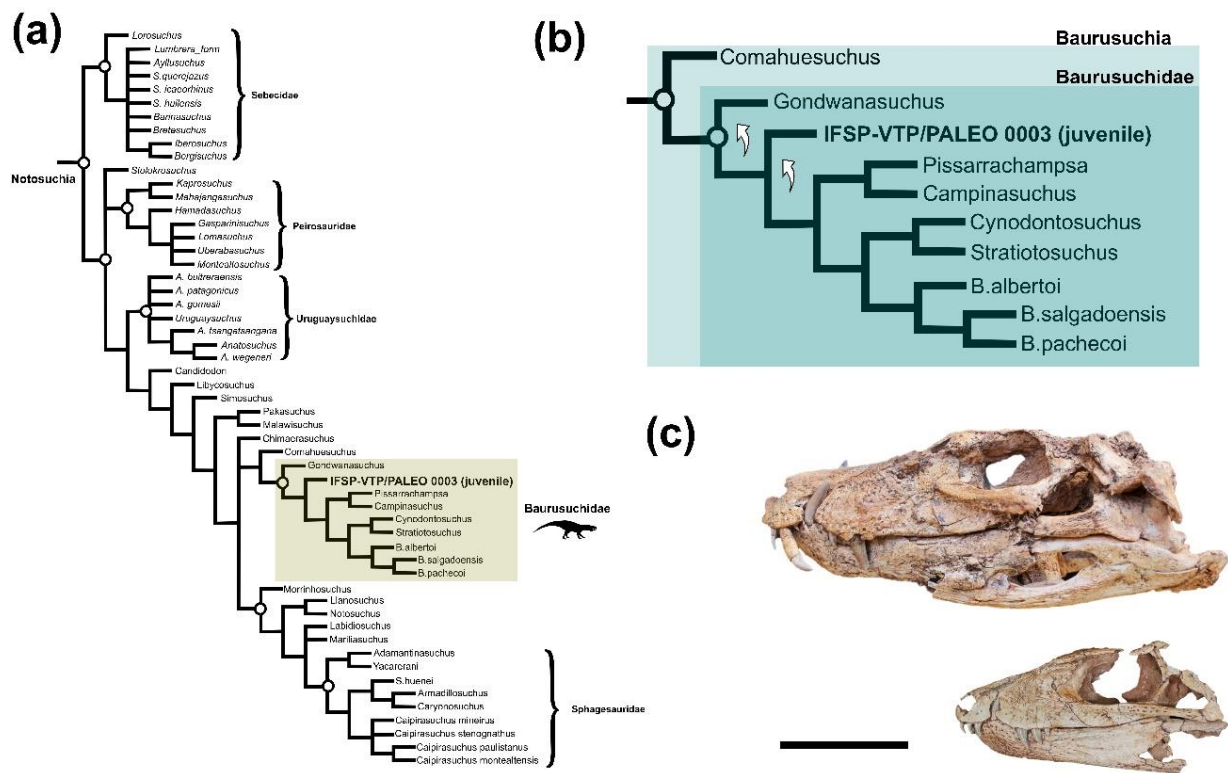 (a)
Lorosuchus
Lumbrera_form
Ayllusuchus
S.querejazus
S. icaeorhinus
S. huilensis
Barinasuchus
Bretesuchus
Iberosuchus
Bergisuchus
Sebecidae
Notosuchia
Stolokrosuchus
Kaprosuchus
Mahajangasuchus
Hamadasuchus
Gasparinisuchus
Lomasuchus
Uberabasuchus
Montealtosuchus
Peirosauridae
A. buitreraensis
A. patagonicus
A. gomesii
Uruguaysuchus
A. tsangatsangana
Anatosuchus
A. wegeneri
Uruguaysuchidae
Candidodon
Libycosuchus
Simosuchus
Pakasuchus
Malawisuchus
Chimaerasuchus
Comahuesuchus
Gondwanasuchus
IFSP-VTP/PALEO 0003 (juvenile)
Pissarrachampsa
Campinasuchus
Cynodontosuchus
Stratiotosuchus
B.albertoi
B.salgadoensis
B.pachecoi
Baurusuchidae
Morrinhosuchus
Llanosuchus
Notosuchus
Labidiosuchus
Mariliasuchus
Adamantinasuchus
Yacarerani
S.huenei
Armadillosuchus
Caryonosuchus
Caipirasuchus mineirus
Caipirasuchus stenognathus
Caipirasuchus paulistanus
Caipirasuchus montealtensis
Sphagesauridae
(b)
Baurusuchia
Comahuesuchus
Baurusuchidae
Gondwanasuchus
IFSP-VTP/PALEO 0003 (juvenile)
Pissarrachampsa
Campinasuchus
Cynodontosuchus
Stratiotosuchus
B.albertoi
B.salgadoensis
B.pachecoi
(c)